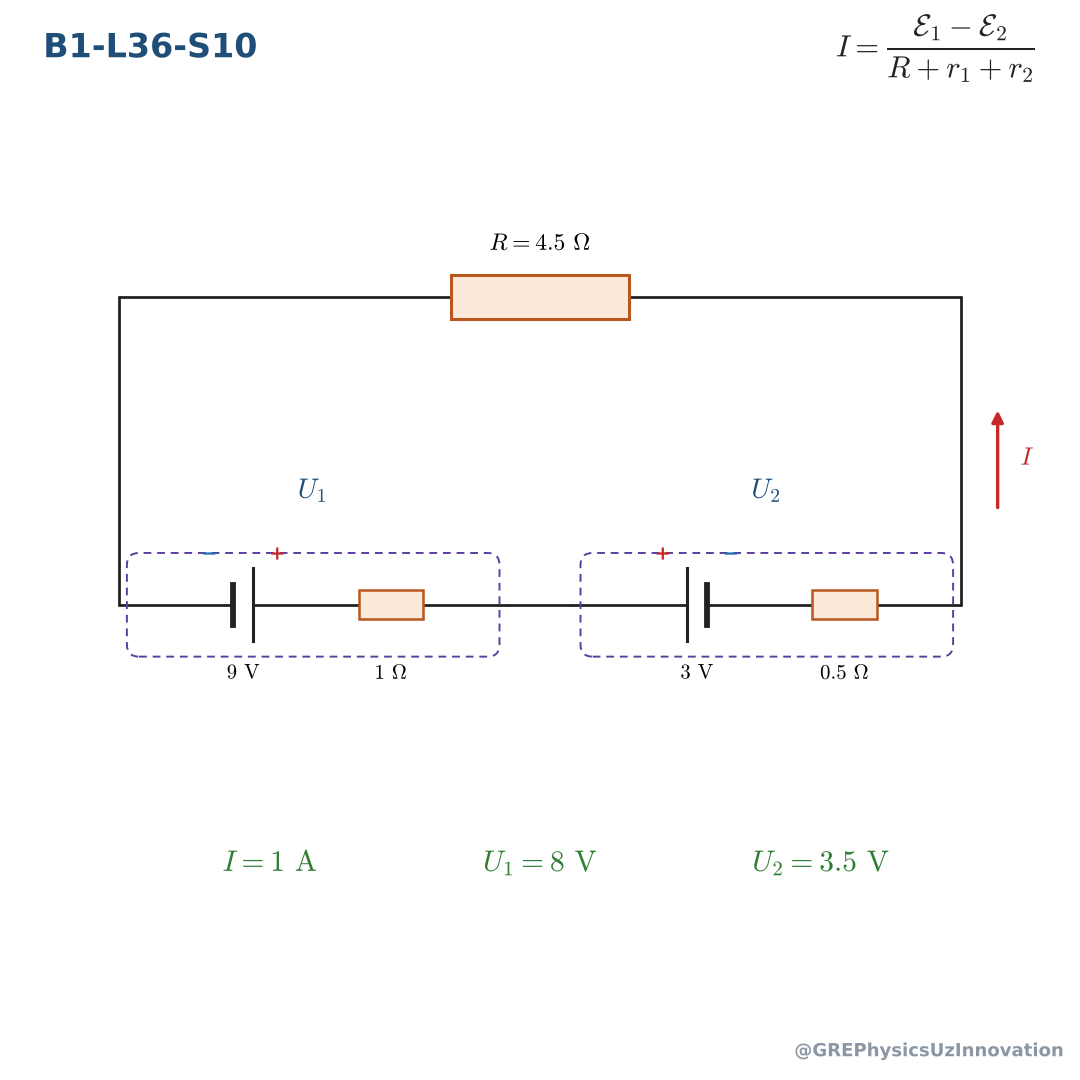 B1-L36-S10
I = (ℰ₁ − ℰ₂) / (R + r₁ + r₂)
R = 4.5 Ω
I
U₁ U₂
− + + −
9 V 1 Ω 3 V 0.5 Ω
I = 1 A U₁ = 8 V U₂ = 3.5 V
@GREPhysicsUzInnovation